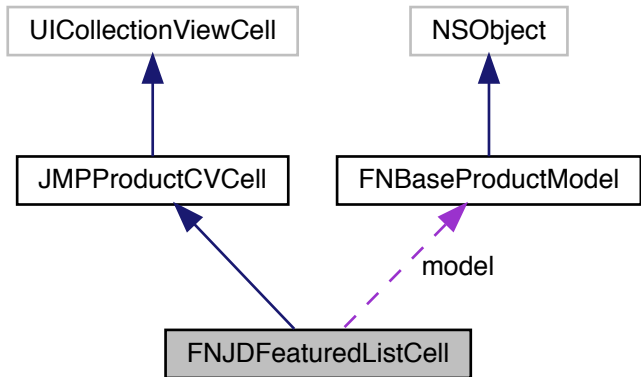 UICollectionViewCell
NSObject
JMPProductCVCell
FNBaseProductModel
model
FNJDFeaturedListCell